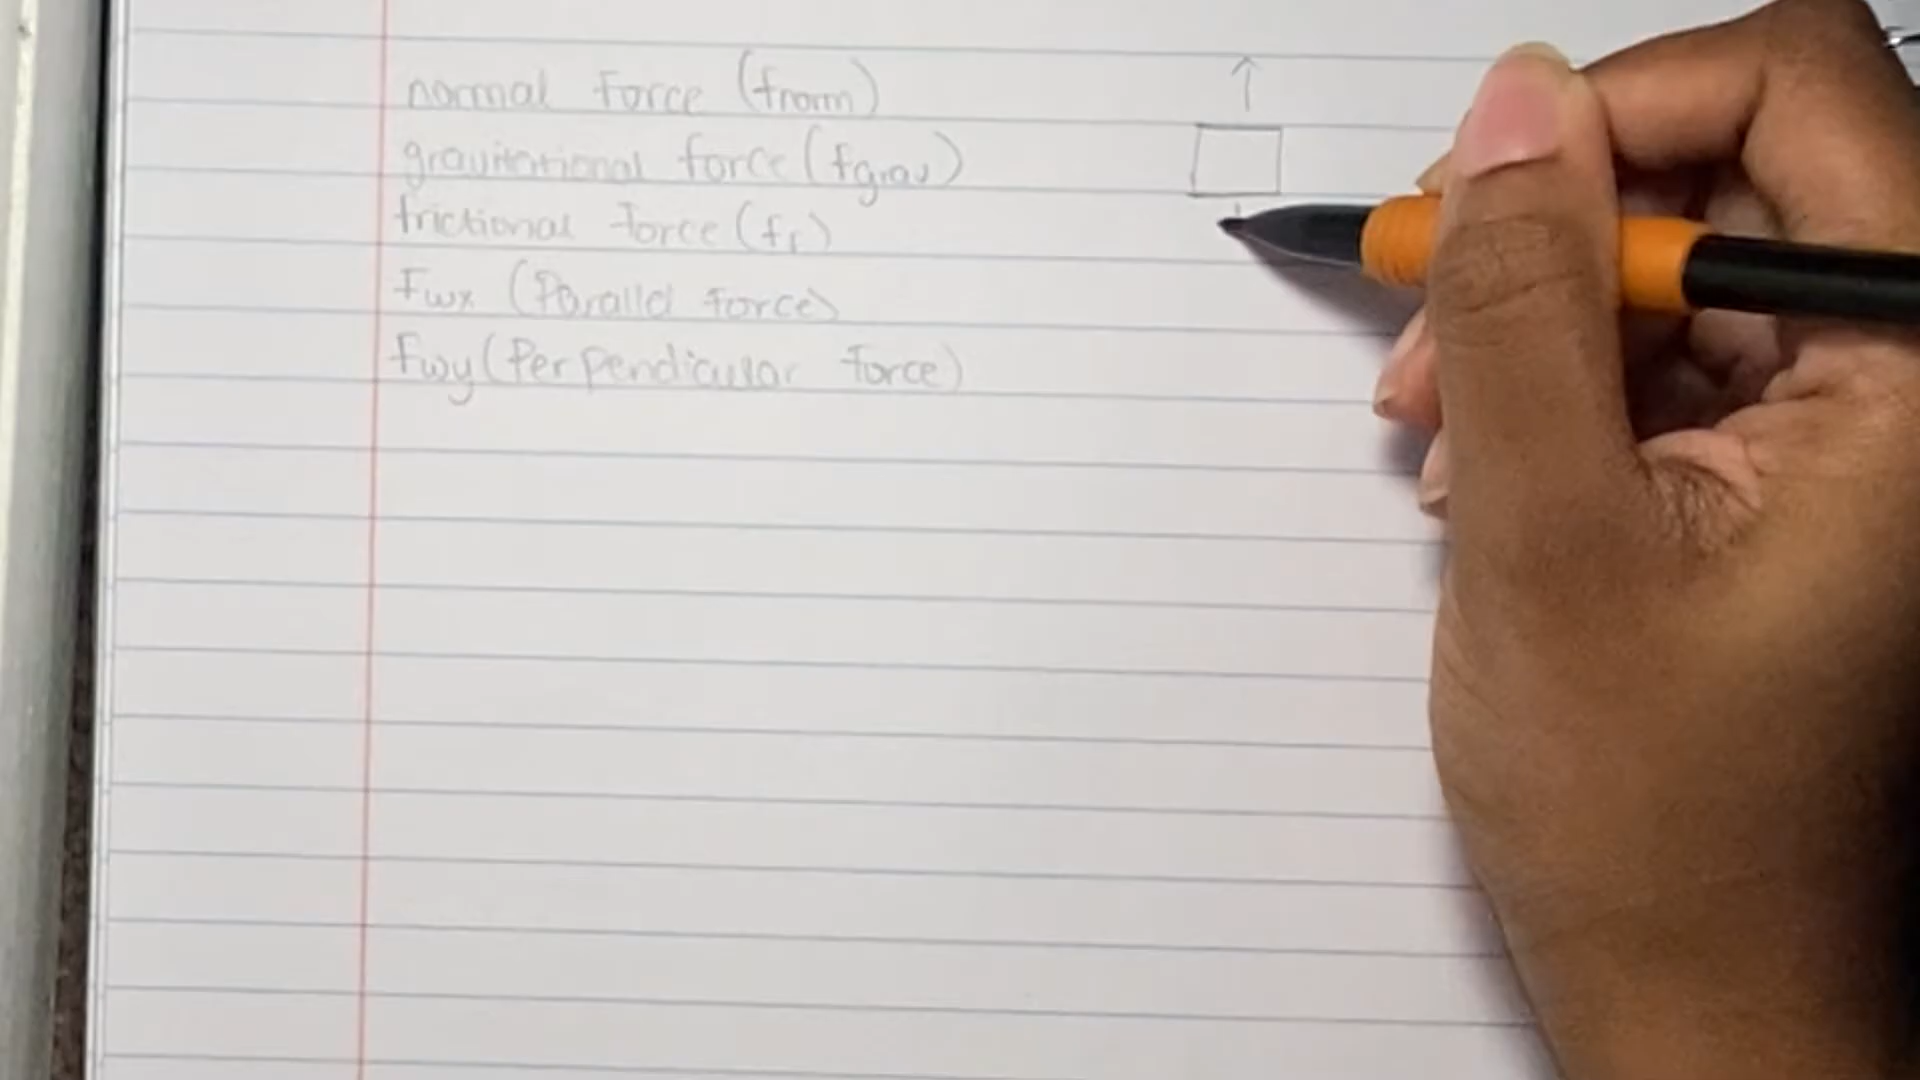 normal force (fnorm)
gravitational force (fgrav)
frictional force (fr)
Fwx (Parallel force)
Fwy (Perpendicular force)